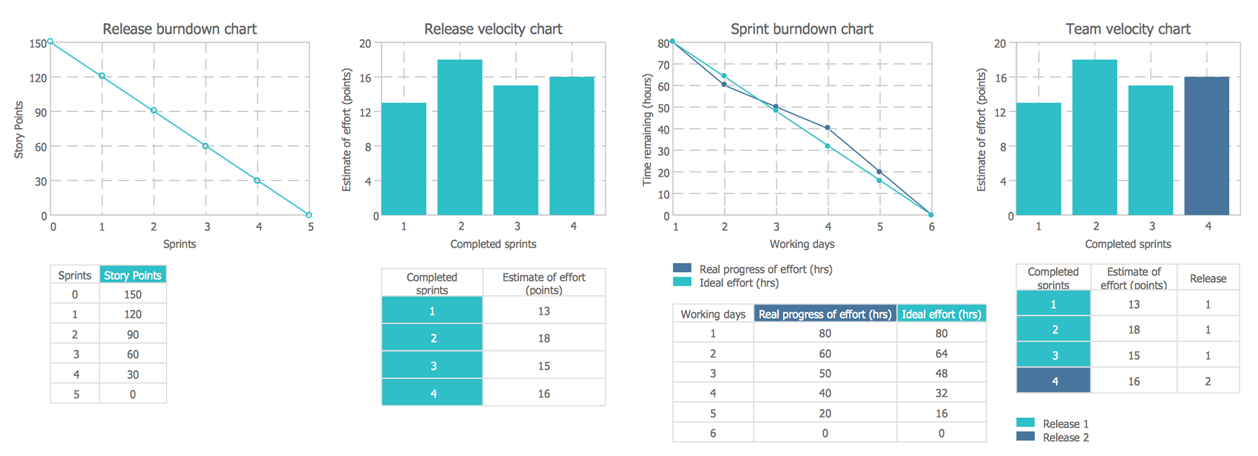 Release burndown chart
150
120
90
60
30
0
Story Points
0 1 2 3 4 5
Sprints
Sprints Story Points
0 150
1 120
2 90
3 60
4 30
5 0
Release velocity chart
20
16
12
8
4
0
Estimate of effort (points)
1 2 3 4
Completed sprints
Completed sprints Estimate of effort (points)
1 13
2 18
3 15
4 16
Sprint burndown chart
80
70
60
50
40
30
20
10
0
Time remaining (hours)
1 2 3 4 5 6
Working days
Real progress of effort (hrs)
Ideal effort (hrs)
Working days Real progress of effort (hrs) Ideal effort (hrs)
1 80 80
2 60 64
3 50 48
4 40 32
5 20 16
6 0 0
Team velocity chart
20
16
12
8
4
0
Estimate of effort (points)
1 2 3 4
Completed sprints
Completed sprints Estimate of effort (points) Release
1 13 1
2 18 1
3 15 1
4 16 2
Release 1
Release 2